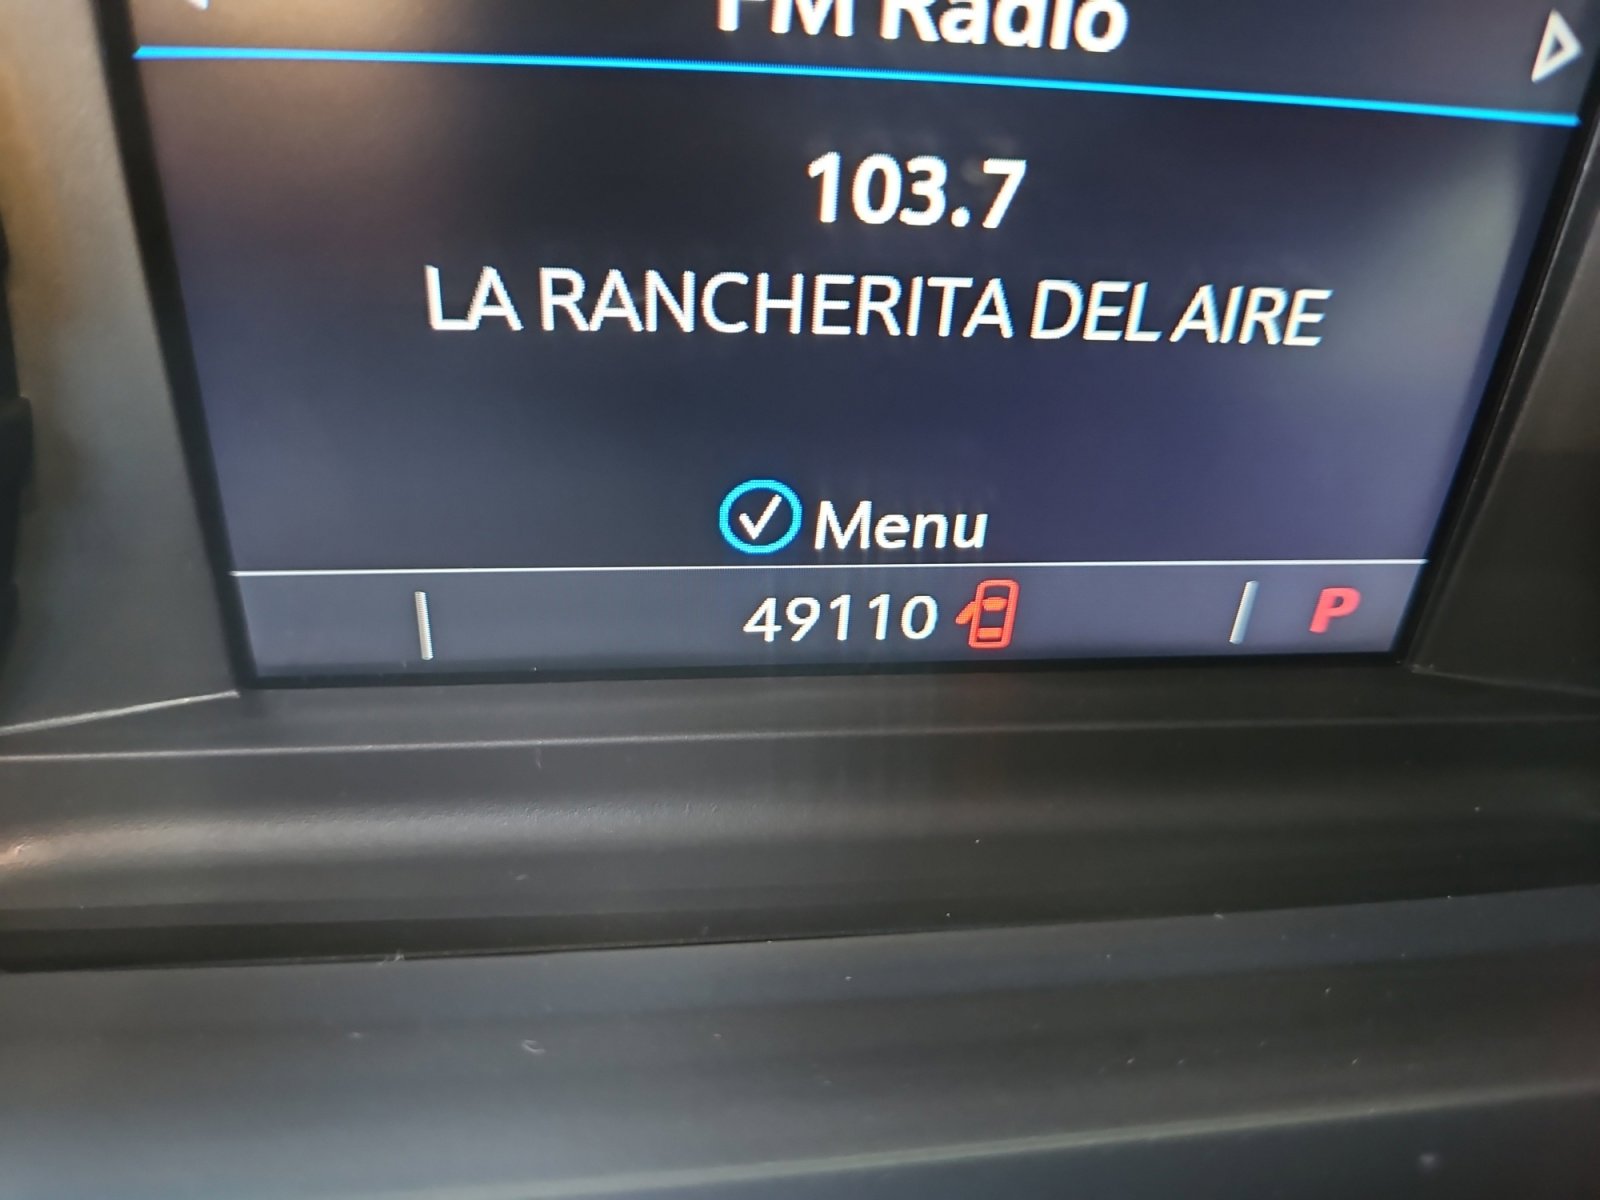 FM Radio
103.7
LA RANCHERITA DEL AIRE
Menu
49110
P